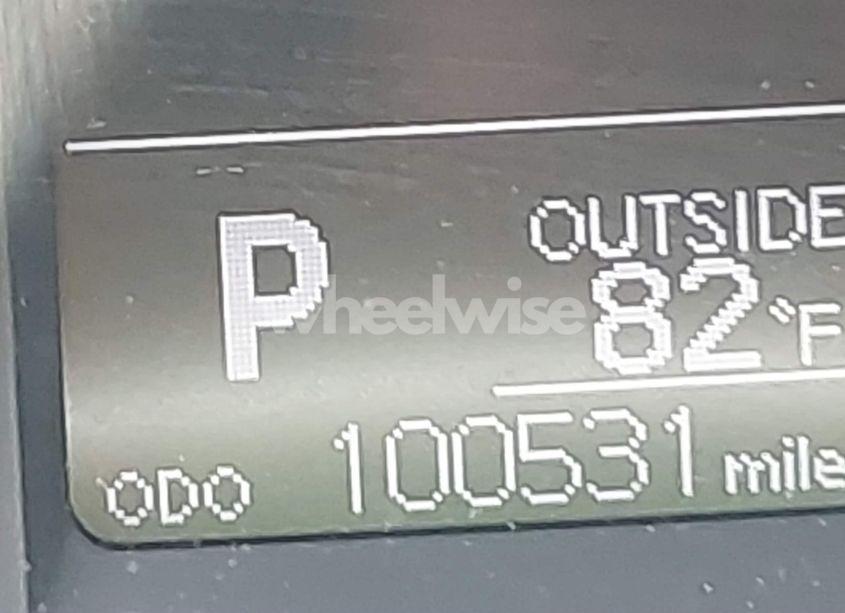 OUTSIDE
P 82°F
wheelwise
ODO 100531 mile